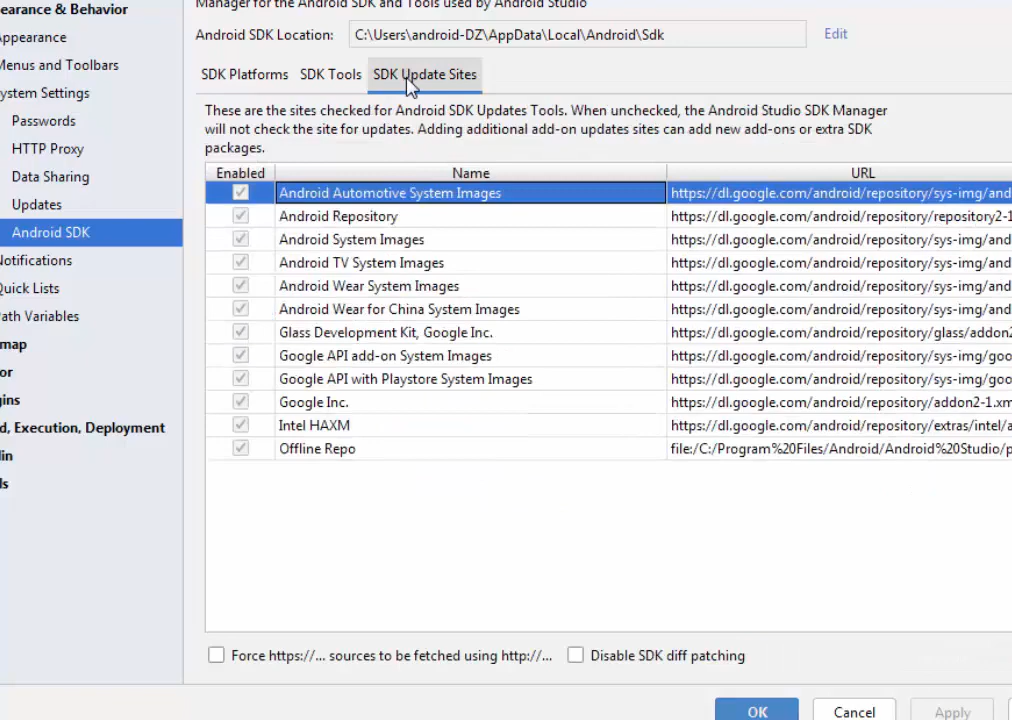 earance & Behavior
Appearance
Menus and Toolbars
ystem Settings
Passwords
HTTP Proxy
Data Sharing
Updates
Android SDK
Notifications
Quick Lists
Path Variables
map
or
gins
d, Execution, Deployment
lin
ls
Manager for the Android SDK and Tools used by Android Studio
Android SDK Location: C:\Users\android-DZ\AppData\Local\Android\Sdk Edit
SDK Platforms SDK Tools SDK Update Sites
These are the sites checked for Android SDK Updates Tools. When unchecked, the Android Studio SDK Manager
will not check the site for updates. Adding additional add-on updates sites can add new add-ons or extra SDK
packages.
Enabled Name URL
Android Automotive System Images https://dl.google.com/android/repository/sys-img/and
Android Repository https://dl.google.com/android/repository/repository2-1
Android System Images https://dl.google.com/android/repository/sys-img/and
Android TV System Images https://dl.google.com/android/repository/sys-img/and
Android Wear System Images https://dl.google.com/android/repository/sys-img/and
Android Wear for China System Images https://dl.google.com/android/repository/sys-img/and
Glass Development Kit, Google Inc. https://dl.google.com/android/repository/glass/addon2
Google API add-on System Images https://dl.google.com/android/repository/sys-img/goo
Google API with Playstore System Images https://dl.google.com/android/repository/sys-img/goo
Google Inc. https://dl.google.com/android/repository/addon2-1.xm
Intel HAXM https://dl.google.com/android/repository/extras/intel/a
Offline Repo file:/C:/Program%20Files/Android/Android%20Studio/p
Force https://... sources to be fetched using http://... Disable SDK diff patching
OK Cancel Apply